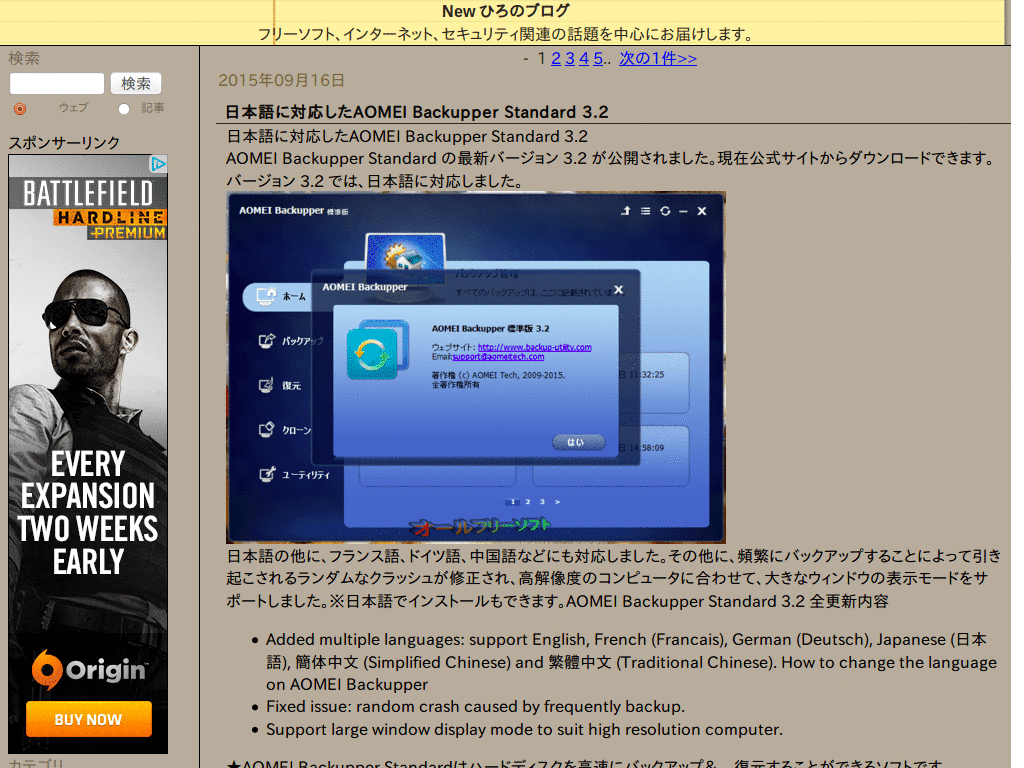 New ひろのブログ
フリーソフト、インターネット、セキュリティ関連の話題を中心にお届けします。
検索
検索
ウェブ 記事
スポンサーリンク
BATTLEFIELD
HARDLINE
PREMIUM
EVERY
EXPANSION
TWO WEEKS
EARLY
Origin
BUY NOW
カテゴリ
- 1 2 3 4 5.. 次の1件>>
2015年09月16日
日本語に対応したAOMEI Backupper Standard 3.2
日本語に対応したAOMEI Backupper Standard 3.2
AOMEI Backupper Standard の最新バージョン 3.2 が公開されました。現在公式サイトからダウンロードできます。
バージョン 3.2 では、日本語に対応しました。
AOMEI Backupper 標準版
バックアップ管理
すべてのバックアップは、ここに記載されていま
ホーム
バックアップ
復元
クローン
ユーティリティ
AOMEI Backupper
AOMEI Backupper 標準版 3.2
ウェブサイト: http://www.backup-utility.com
Email:support@aomeitech.com
著作権 (c) AOMEI Tech, 2009-2015.
全著作権所有
はい
日 11:32:25
日 14:58:09
1 2 3 >
オールフリーソフト
日本語の他に、フランス語、ドイツ語、中国語などにも対応しました。その他に、頻繁にバックアップすることによって引き
起こされるランダムなクラッシュが修正され、高解像度のコンピュータに合わせて、大きなウィンドウの表示モードをサ
ポートしました。※日本語でインストールもできます。AOMEI Backupper Standard 3.2 全更新内容
• Added multiple languages: support English, French (Francais), German (Deutsch), Japanese (日本
語), 簡体中文 (Simplified Chinese) and 繁體中文 (Traditional Chinese). How to change the language
on AOMEI Backupper
• Fixed issue: random crash caused by frequently backup.
• Support large window display mode to suit high resolution computer.
★AOMEI Backupper Standardはハードディスクを高速にバックアップ＆ 復元することができるソフトです